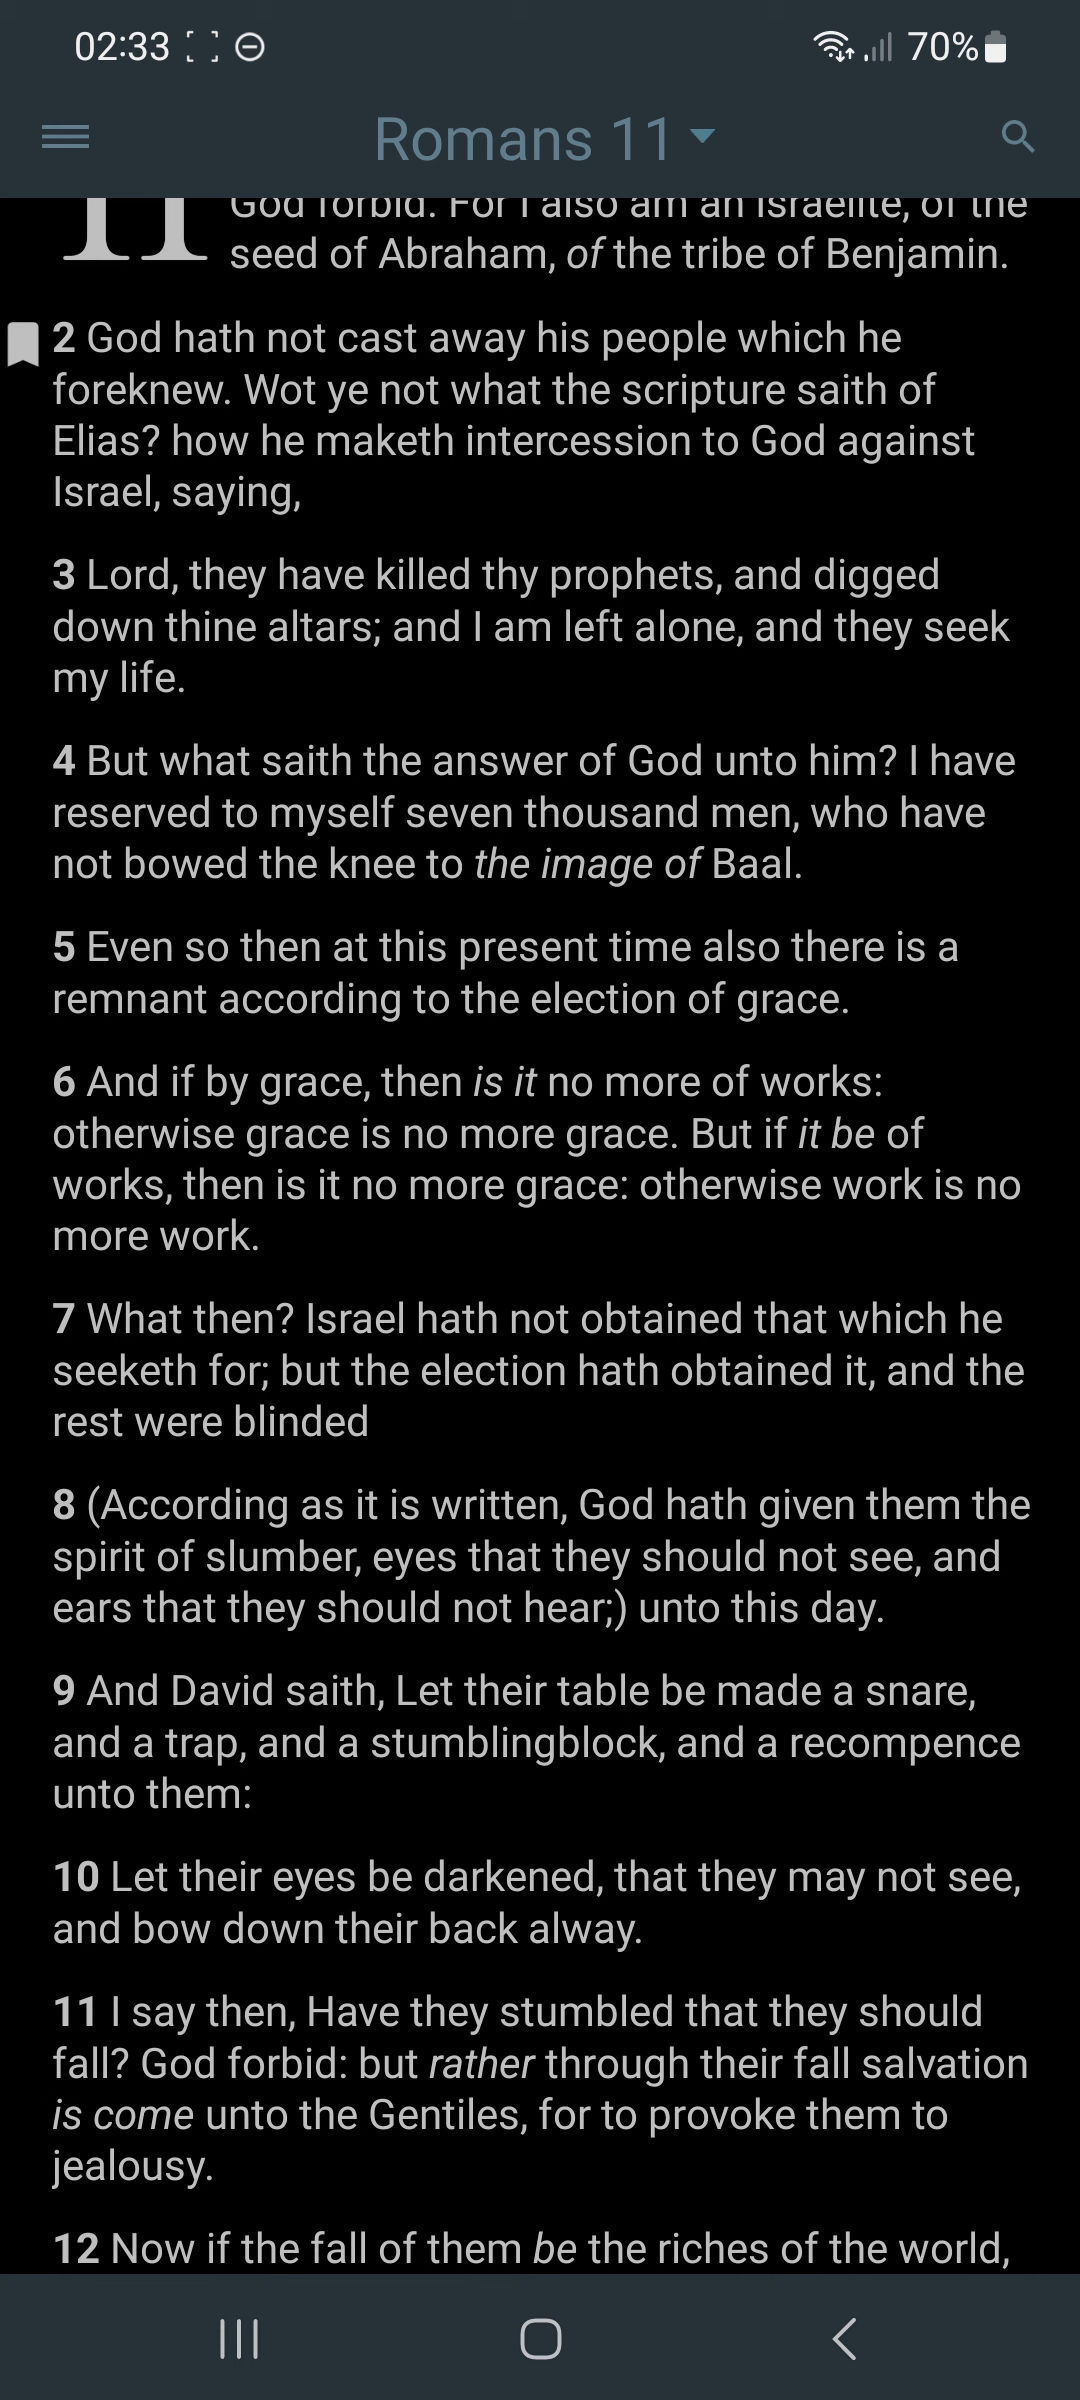 02:33
70%
Romans 11
11 God forbid. For I also am an Israelite, of the
seed of Abraham, of the tribe of Benjamin.
2 God hath not cast away his people which he
foreknew. Wot ye not what the scripture saith of
Elias? how he maketh intercession to God against
Israel, saying,
3 Lord, they have killed thy prophets, and digged
down thine altars; and I am left alone, and they seek
my life.
4 But what saith the answer of God unto him? I have
reserved to myself seven thousand men, who have
not bowed the knee to the image of Baal.
5 Even so then at this present time also there is a
remnant according to the election of grace.
6 And if by grace, then is it no more of works:
otherwise grace is no more grace. But if it be of
works, then is it no more grace: otherwise work is no
more work.
7 What then? Israel hath not obtained that which he
seeketh for; but the election hath obtained it, and the
rest were blinded
8 (According as it is written, God hath given them the
spirit of slumber, eyes that they should not see, and
ears that they should not hear;) unto this day.
9 And David saith, Let their table be made a snare,
and a trap, and a stumblingblock, and a recompence
unto them:
10 Let their eyes be darkened, that they may not see,
and bow down their back alway.
11 I say then, Have they stumbled that they should
fall? God forbid: but rather through their fall salvation
is come unto the Gentiles, for to provoke them to
jealousy.
12 Now if the fall of them be the riches of the world,